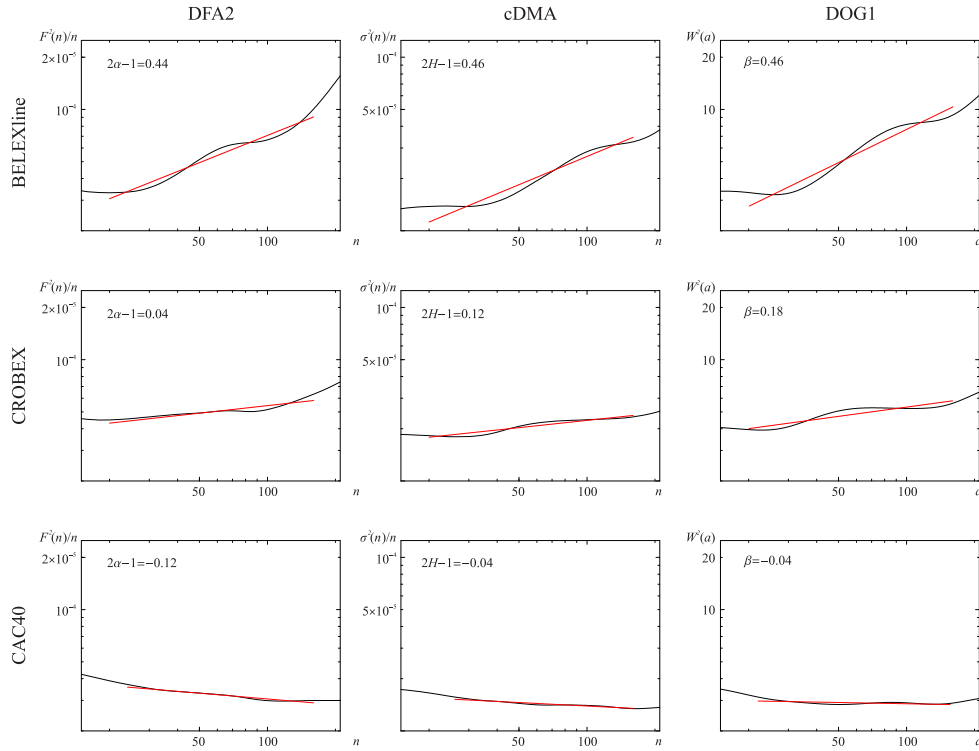 DFA2 cDMA DOG1
BELEXline
F²(n)/n
2×10⁻⁵
10⁻⁴
2α−1=0.44
50 100 n
σ²(n)/n
10⁻⁴
5×10⁻⁵
2H−1=0.46
50 100 n
W²(a)
20
10
β=0.46
50 100 a
CROBEX
F²(n)/n
2×10⁻⁵
10⁻⁴
2α−1=0.04
50 100 n
σ²(n)/n
10⁻⁴
5×10⁻⁵
2H−1=0.12
50 100 n
W²(a)
20
10
β=0.18
50 100 a
CAC40
F²(n)/n
2×10⁻⁵
10⁻⁴
2α−1=−0.12
50 100 n
σ²(n)/n
10⁻⁴
5×10⁻⁵
2H−1=−0.04
50 100 n
W²(a)
20
10
β=−0.04
50 100 a